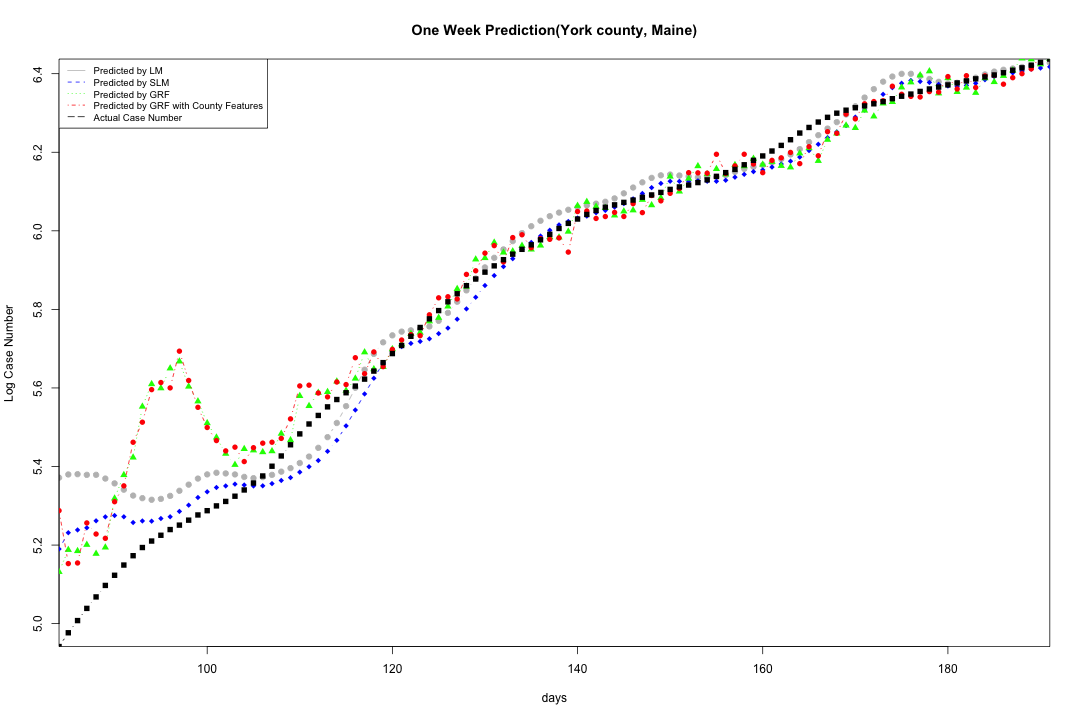 One Week Prediction(York county, Maine)
Predicted by LM
Predicted by SLM
Predicted by GRF
Predicted by GRF with County Features
Actual Case Number
Log Case Number
6.4
6.2
6.0
5.8
5.6
5.4
5.2
5.0
100 120 140 160 180
days